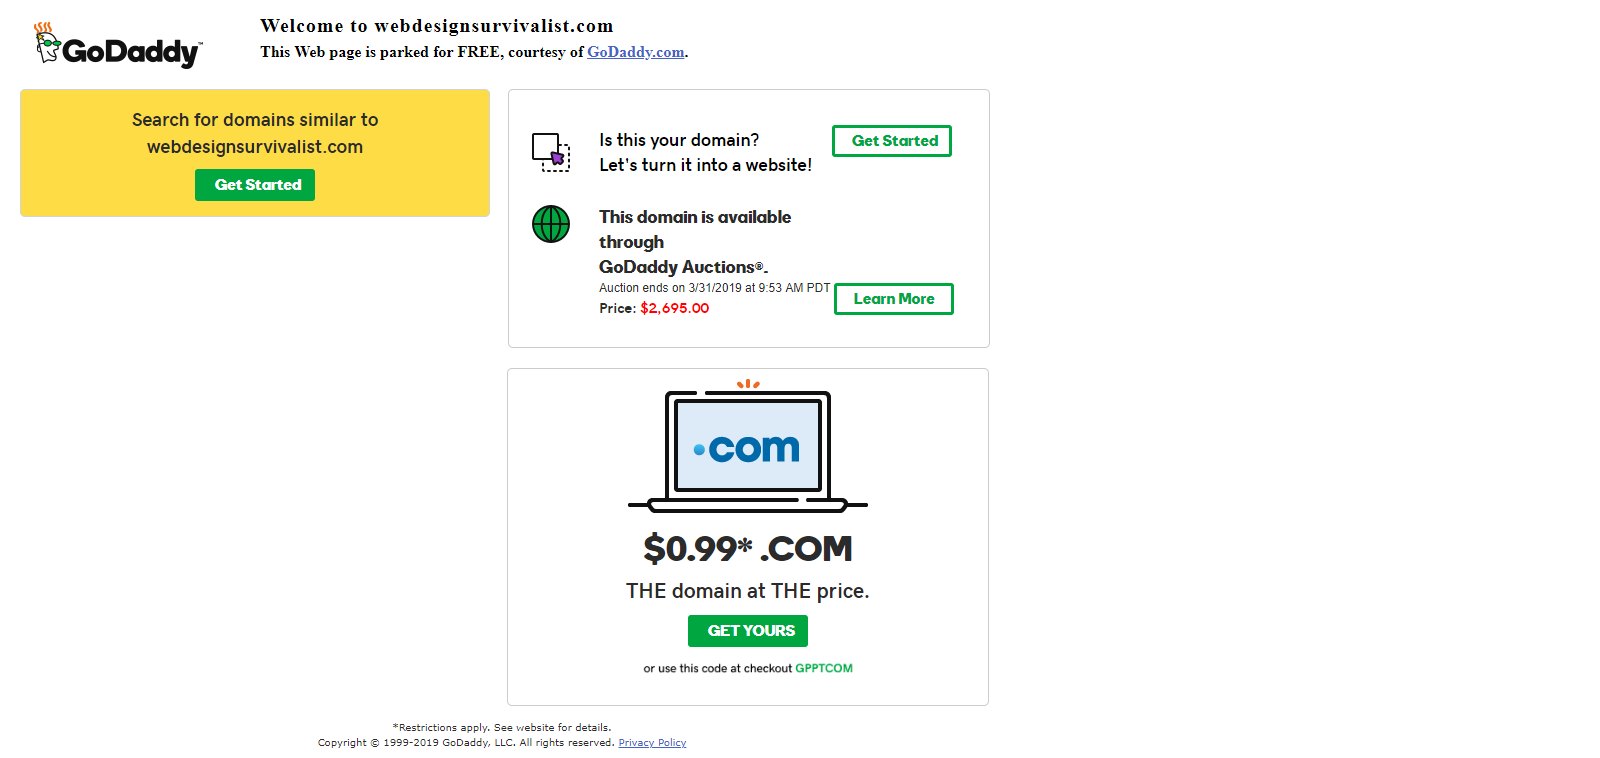 GoDaddy™
Welcome to webdesignsurvivalist.com
This Web page is parked for FREE, courtesy of GoDaddy.com.
Search for domains similar to
webdesignsurvivalist.com
Get Started
Is this your domain?
Let's turn it into a website!
Get Started
This domain is available
through
GoDaddy Auctions®.
Auction ends on 3/31/2019 at 9:53 AM PDT
Price: $2,695.00
Learn More
.com
$0.99* .COM
THE domain at THE price.
GET YOURS
or use this code at checkout GPPTCOM
*Restrictions apply. See website for details.
Copyright © 1999-2019 GoDaddy, LLC. All rights reserved. Privacy Policy